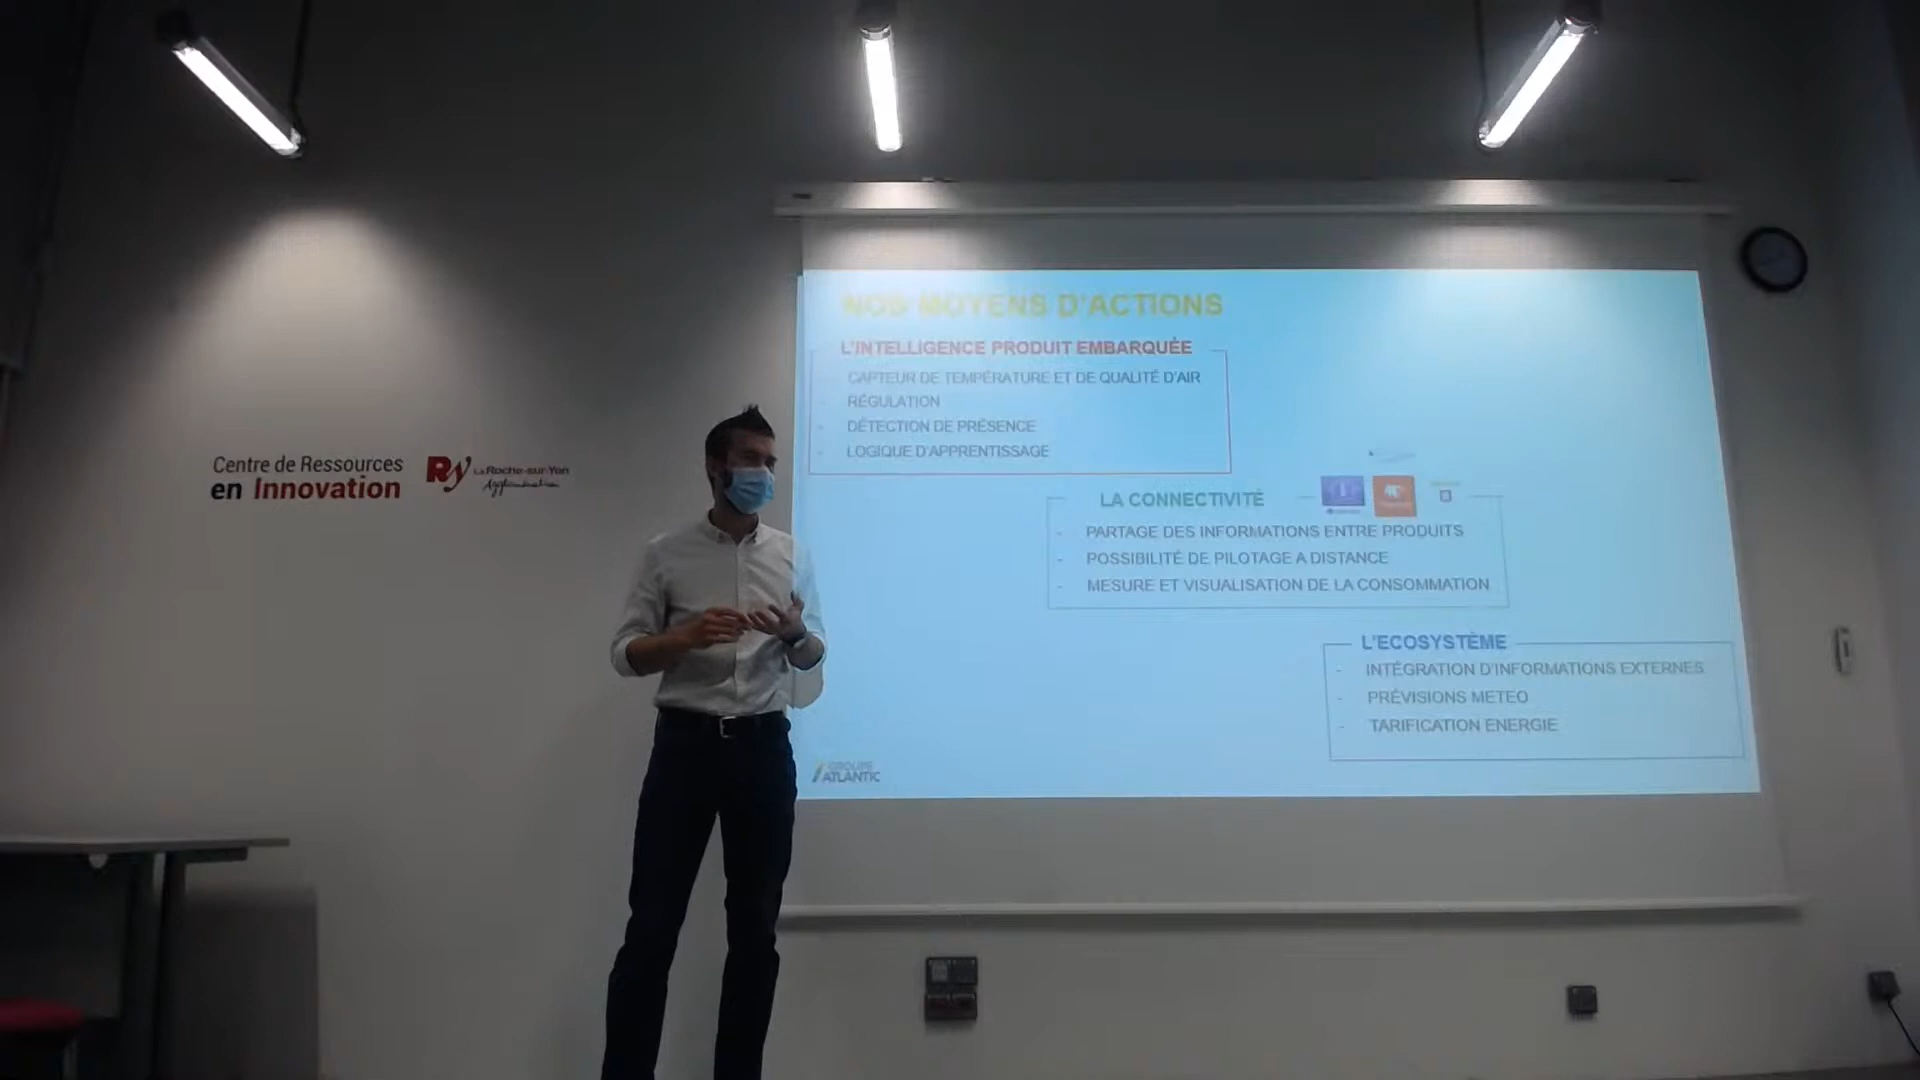 Centre de Ressources
en Innovation
Ry La Roche-sur-Yon
Agglomération
NOS MOYENS D'ACTIONS
L'INTELLIGENCE PRODUIT EMBARQUÉE
- CAPTEUR DE TEMPÉRATURE ET DE QUALITÉ D'AIR
- RÉGULATION
- DÉTECTION DE PRÉSENCE
- LOGIQUE D'APPRENTISSAGE
LA CONNECTIVITÉ
- PARTAGE DES INFORMATIONS ENTRE PRODUITS
- POSSIBILITÉ DE PILOTAGE A DISTANCE
- MESURE ET VISUALISATION DE LA CONSOMMATION
L'ECOSYSTÈME
- INTÉGRATION D'INFORMATIONS EXTERNES
- PRÉVISIONS METEO
- TARIFICATION ENERGIE
GROUPE
ATLANTIC